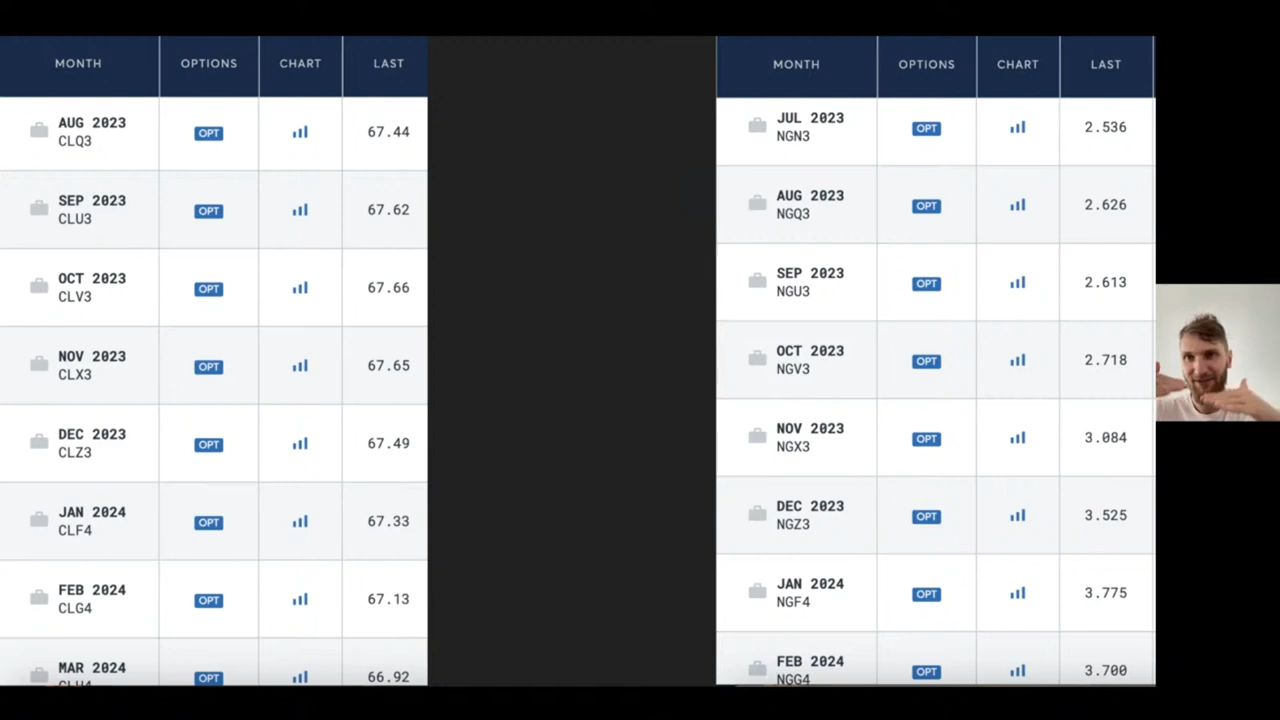 MONTH OPTIONS CHART LAST
AUG 2023
CLQ3 OPT 67.44
SEP 2023
CLU3 OPT 67.62
OCT 2023
CLV3 OPT 67.66
NOV 2023
CLX3 OPT 67.65
DEC 2023
CLZ3 OPT 67.49
JAN 2024
CLF4 OPT 67.33
FEB 2024
CLG4 OPT 67.13
MAR 2024
CLH4 OPT 66.92
MONTH OPTIONS CHART LAST
JUL 2023
NGN3 OPT 2.536
AUG 2023
NGQ3 OPT 2.626
SEP 2023
NGU3 OPT 2.613
OCT 2023
NGV3 OPT 2.718
NOV 2023
NGX3 OPT 3.084
DEC 2023
NGZ3 OPT 3.525
JAN 2024
NGF4 OPT 3.775
FEB 2024
NGG4 OPT 3.700